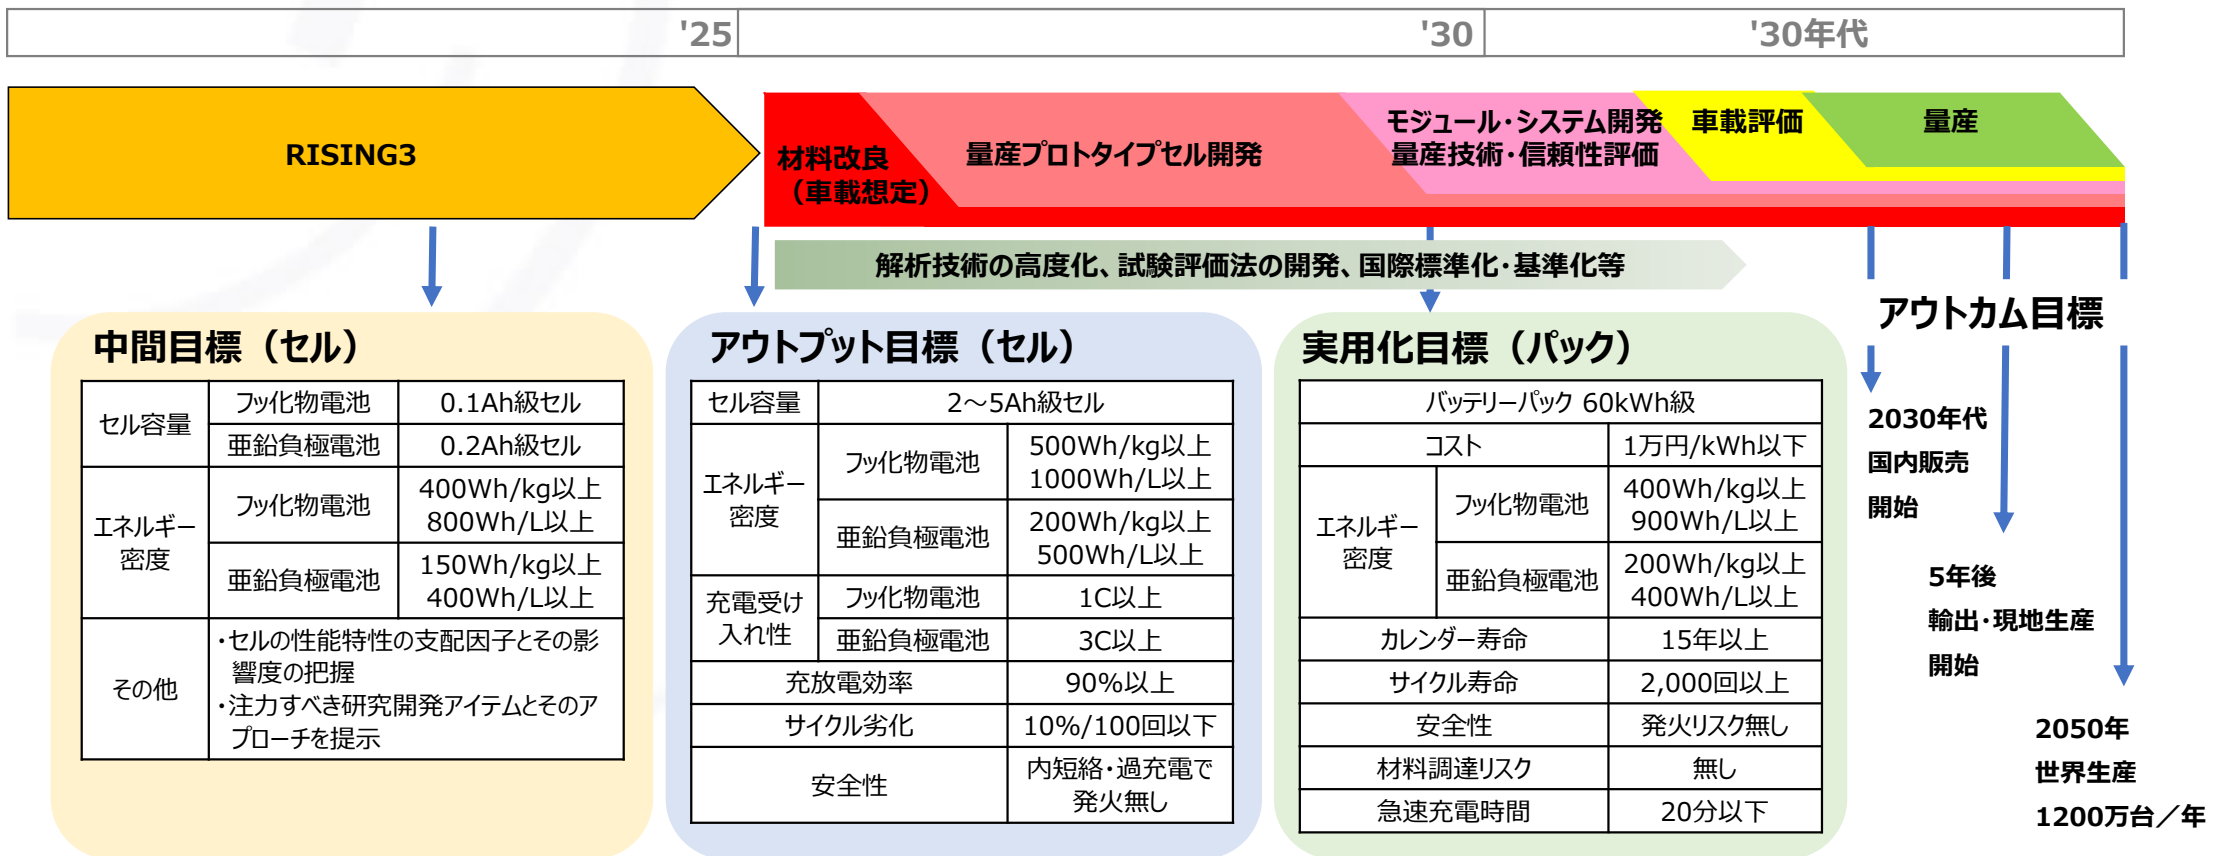 '25
'30
'30年代
RISING3
材料改良
（車載想定）
量産プロトタイプセル開発
モジュール・システム開発
量産技術・信頼性評価
車載評価
量産
解析技術の高度化、試験評価法の開発、国際標準化・基準化等
中間目標（セル）
セル容量
フッ化物電池
0.1Ah級セル
亜鉛負極電池
0.2Ah級セル
エネルギー
密度
フッ化物電池
400Wh/kg以上
800Wh/L以上
亜鉛負極電池
150Wh/kg以上
400Wh/L以上
その他
・セルの性能特性の支配因子とその影
響度の把握
・注力すべき研究開発アイテムとそのア
プローチを提示
アウトプット目標（セル）
セル容量
2～5Ah級セル
エネルギー
密度
フッ化物電池
500Wh/kg以上
1000Wh/L以上
亜鉛負極電池
200Wh/kg以上
500Wh/L以上
充電受け
入れ性
フッ化物電池
1C以上
亜鉛負極電池
3C以上
充放電効率
90%以上
サイクル劣化
10%/100回以下
安全性
内短絡・過充電で
発火無し
実用化目標（パック）
バッテリーパック 60kWh級
コスト
1万円/kWh以下
エネルギー
密度
フッ化物電池
400Wh/kg以上
900Wh/L以上
亜鉛負極電池
200Wh/kg以上
400Wh/L以上
カレンダー寿命
15年以上
サイクル寿命
2,000回以上
安全性
発火リスク無し
材料調達リスク
無し
急速充電時間
20分以下
アウトカム目標
2030年代
国内販売
開始
5年後
輸出・現地生産
開始
2050年
世界生産
1200万台／年